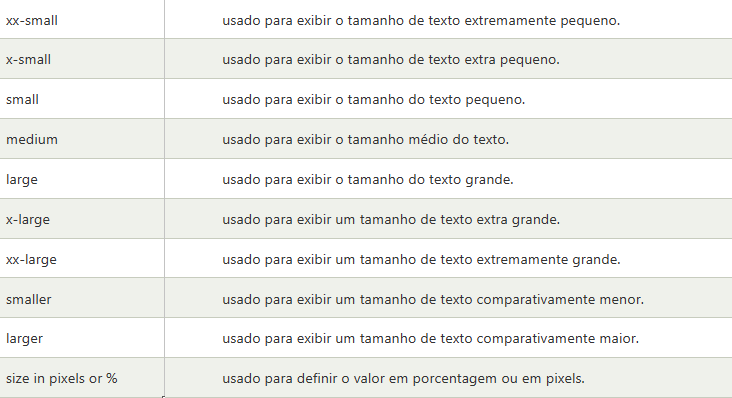 xx-small usado para exibir o tamanho de texto extremamente pequeno.
x-small usado para exibir o tamanho de texto extra pequeno.
small usado para exibir o tamanho do texto pequeno.
medium usado para exibir o tamanho médio do texto.
large usado para exibir o tamanho do texto grande.
x-large usado para exibir um tamanho de texto extra grande.
xx-large usado para exibir um tamanho de texto extremamente grande.
smaller usado para exibir um tamanho de texto comparativamente menor.
larger usado para exibir um tamanho de texto comparativamente maior.
size in pixels or % usado para definir o valor em porcentagem ou em pixels.